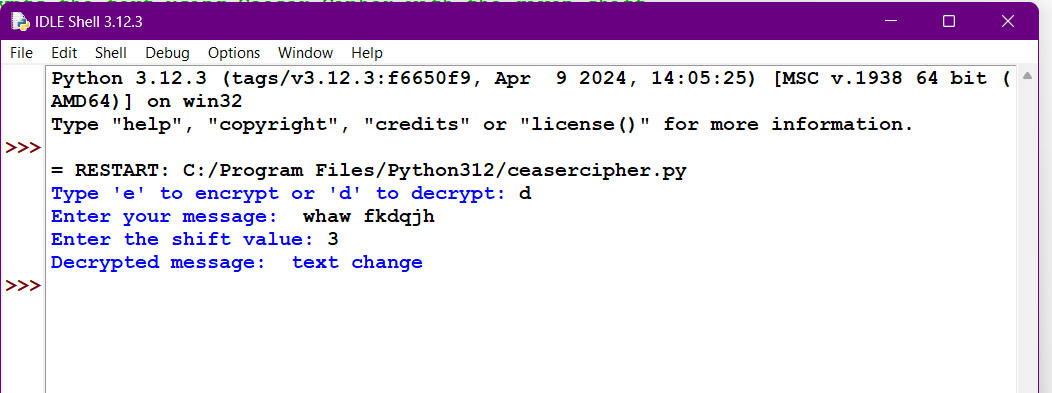 IDLE Shell 3.12.3
File Edit Shell Debug Options Window Help
Python 3.12.3 (tags/v3.12.3:f6650f9, Apr  9 2024, 14:05:25) [MSC v.1938 64 bit (
AMD64)] on win32
Type "help", "copyright", "credits" or "license()" for more information.
>>>
= RESTART: C:/Program Files/Python312/ceasercipher.py
Type 'e' to encrypt or 'd' to decrypt: d
Enter your message:  whaw fkdqjh
Enter the shift value: 3
Decrypted message:  text change
>>>